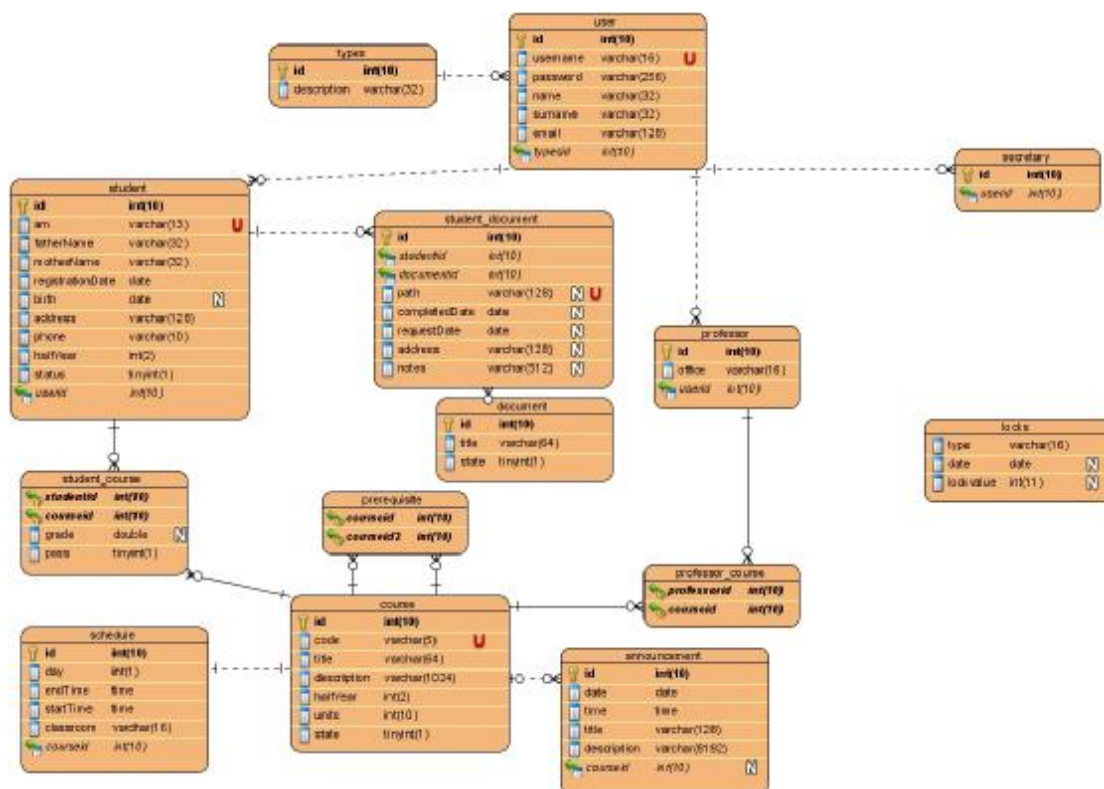 user
id int(10)
username varchar(16) U
password varchar(256)
name varchar(32)
surname varchar(32)
email varchar(128)
typesid int(10)
types
id int(10)
description varchar(32)
secretary
id int(10)
userid int(10)
student
id int(10)
am varchar(13) U
fatherName varchar(32)
motherName varchar(32)
registrationDate date
birth date N
address varchar(128)
phone varchar(10)
halfYear int(2)
status tinyint(1)
userid int(10)
student_document
id int(10)
studentid int(10)
documentid int(10)
path varchar(128) N U
completedDate date N
requestDate date N
address varchar(128) N
notes varchar(512) N
professor
id int(10)
office varchar(16)
userid int(10)
document
id int(10)
title varchar(64)
state tinyint(1)
locks
type varchar(16)
date date N
lockvalue int(11) N
student_course
studentid int(10)
courseid int(10)
grade double N
pass tinyint(1)
prerequisite
courseid int(10)
courseid2 int(10)
professor_course
professorid int(10)
courseid int(10)
course
id int(10)
code varchar(5) U
title varchar(64)
description varchar(1024)
halfYear int(2)
units int(10)
state tinyint(1)
schedule
id int(10)
day int(1)
endTime time
startTime time
classroom varchar(16)
courseid int(10)
announcement
id int(10)
date date
time time
title varchar(128)
description varchar(8192)
courseid int(10) N